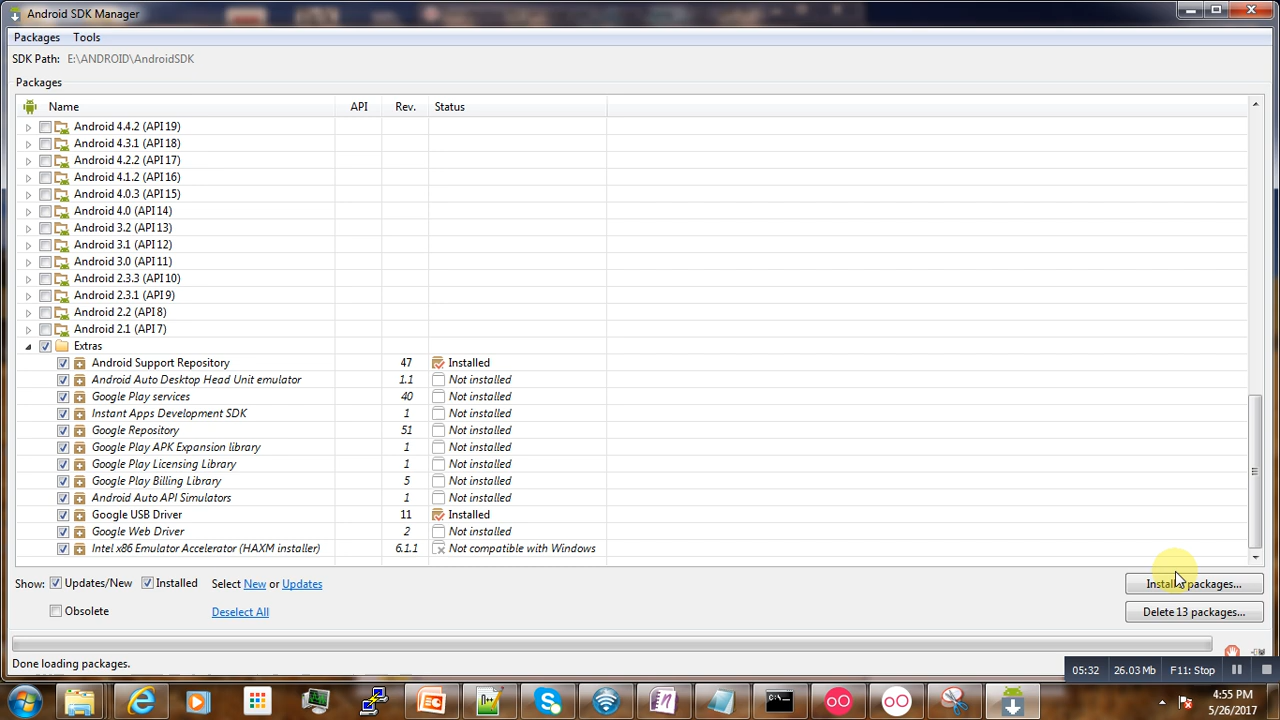 Android SDK Manager
Packages Tools
SDK Path: E:\ANDROID\AndroidSDK
Packages
Name API Rev. Status
Android 4.4.2 (API 19)
Android 4.3.1 (API 18)
Android 4.2.2 (API 17)
Android 4.1.2 (API 16)
Android 4.0.3 (API 15)
Android 4.0 (API 14)
Android 3.2 (API 13)
Android 3.1 (API 12)
Android 3.0 (API 11)
Android 2.3.3 (API 10)
Android 2.3.1 (API 9)
Android 2.2 (API 8)
Android 2.1 (API 7)
Extras
Android Support Repository 47 Installed
Android Auto Desktop Head Unit emulator 1.1 Not installed
Google Play services 40 Not installed
Instant Apps Development SDK 1 Not installed
Google Repository 51 Not installed
Google Play APK Expansion library 1 Not installed
Google Play Licensing Library 1 Not installed
Google Play Billing Library 5 Not installed
Android Auto API Simulators 1 Not installed
Google USB Driver 11 Installed
Google Web Driver 2 Not installed
Intel x86 Emulator Accelerator (HAXM installer) 6.1.1 Not compatible with Windows
Show: Updates/New Installed Select New or Updates Install packages...
Obsolete Deselect All Delete 13 packages...
Done loading packages.
05:32 26.03 Mb F11: Stop
4:55 PM
5/26/2017